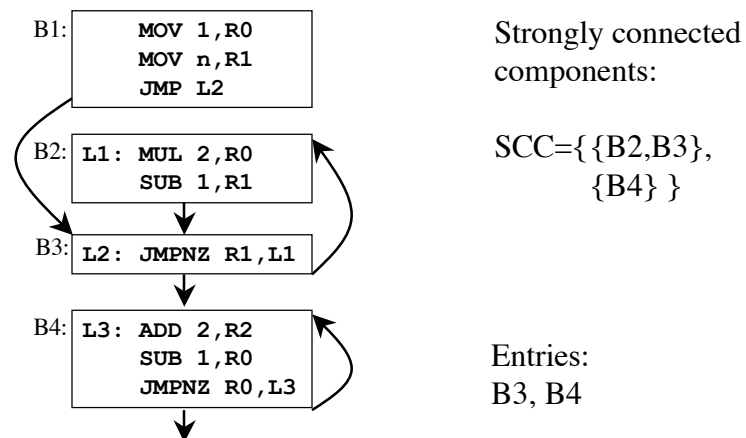 B1: MOV 1,R0
MOV n,R1
JMP L2
B2: L1: MUL 2,R0
SUB 1,R1
B3: L2: JMPNZ R1,L1
B4: L3: ADD 2,R2
SUB 1,R0
JMPNZ R0,L3
Strongly connected
components:
SCC={ {B2,B3},
{B4} }
Entries:
B3, B4